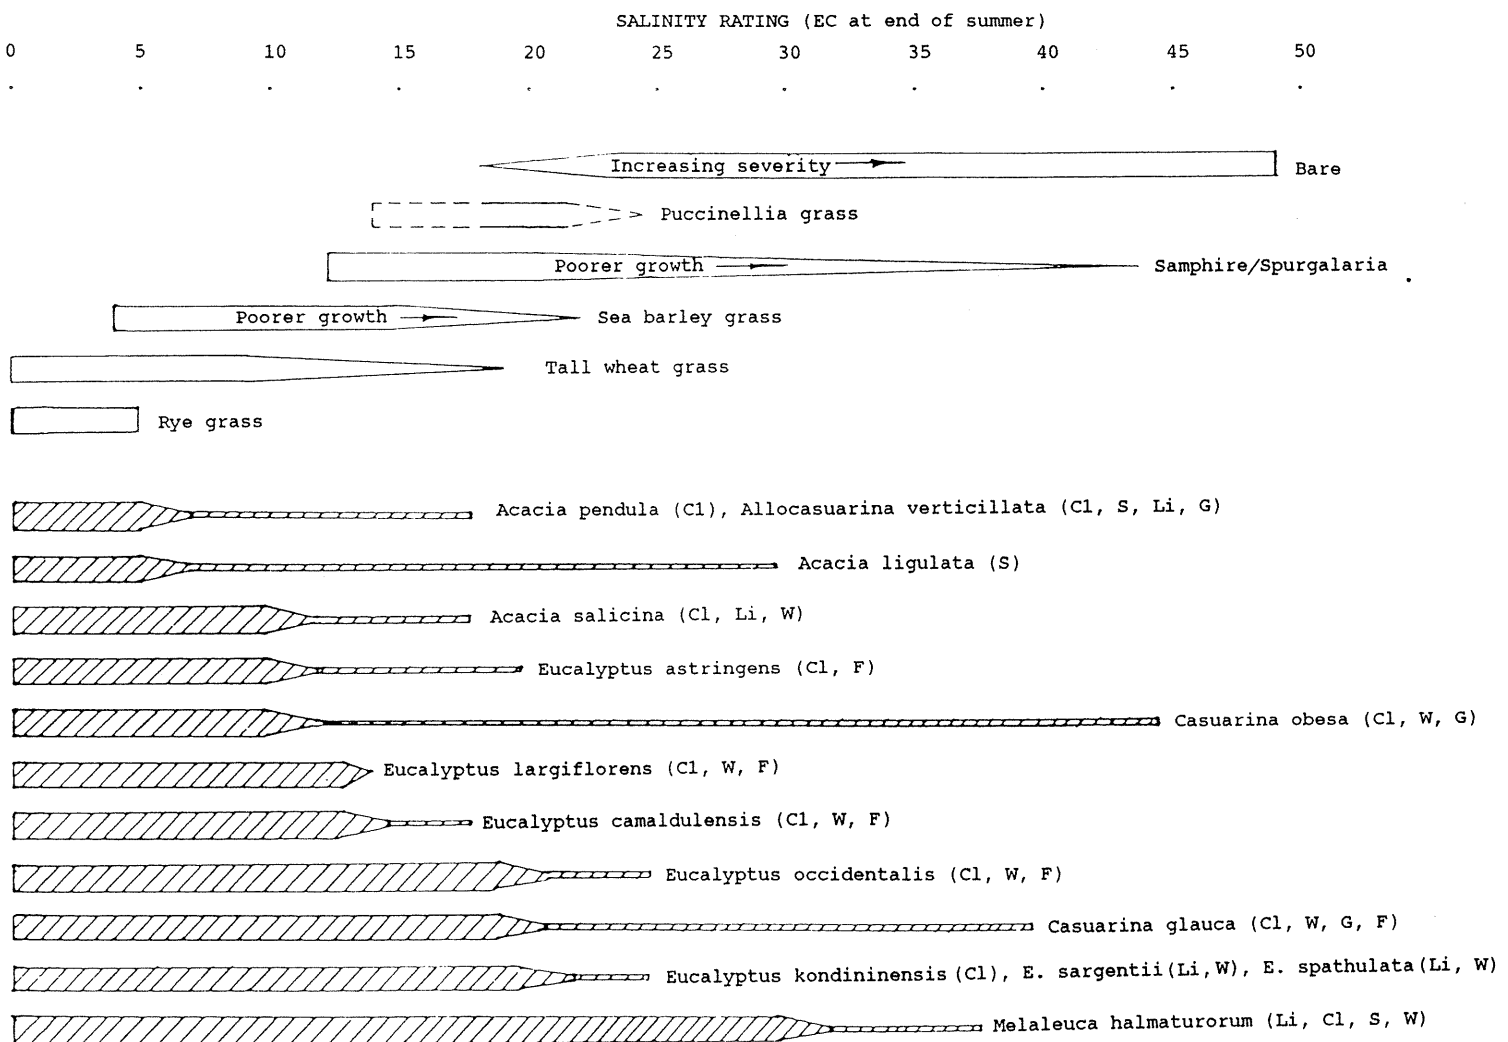 SALINITY RATING (EC at end of summer)
0 5 10 15 20 25 30 35 40 45 50
Increasing severity Bare
Puccinellia grass
Poorer growth Samphire/Spurgalaria
Poorer growth Sea barley grass
Tall wheat grass
Rye grass
Acacia pendula (Cl), Allocasuarina verticillata (Cl, S, Li, G)
Acacia ligulata (S)
Acacia salicina (Cl, Li, W)
Eucalyptus astringens (Cl, F)
Casuarina obesa (Cl, W, G)
Eucalyptus largiflorens (Cl, W, F)
Eucalyptus camaldulensis (Cl, W, F)
Eucalyptus occidentalis (Cl, W, F)
Casuarina glauca (Cl, W, G, F)
Eucalyptus kondininensis (Cl), E. sargentii (Li, W), E. spathulata (Li, W)
Melaleuca halmaturorum (Li, Cl, S, W)